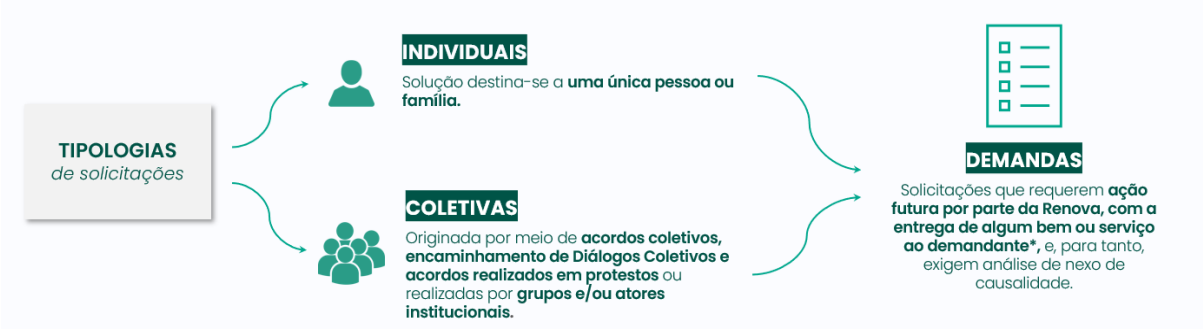 TIPOLOGIAS
de solicitações
INDIVIDUAIS
Solução destina-se a uma única pessoa ou
família.
COLETIVAS
Originada por meio de acordos coletivos,
encaminhamento de Diálogos Coletivos e
acordos realizados em protestos ou
realizadas por grupos e/ou atores
institucionais.
DEMANDAS
Solicitações que requerem ação
futura por parte da Renova, com a
entrega de algum bem ou serviço
ao demandante*, e, para tanto,
exigem análise de nexo de
causalidade.